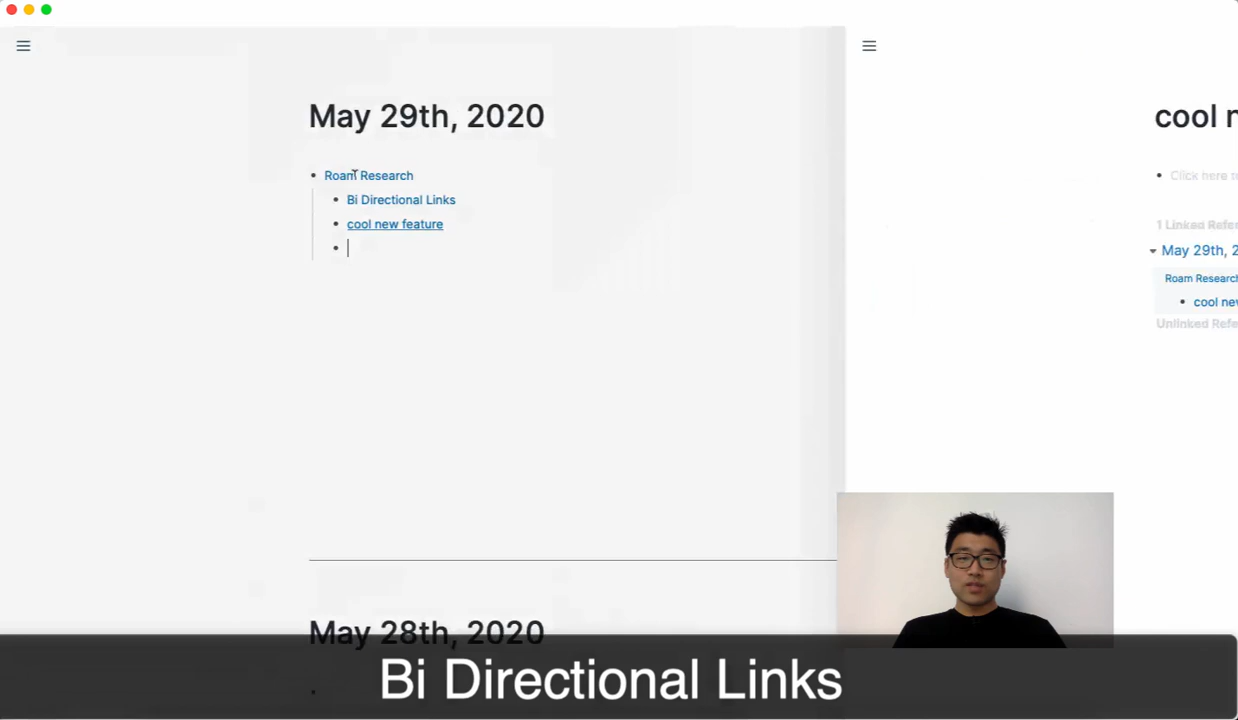 May 29th, 2020
Roam Research
Bi Directional Links
cool new feature
May 28th, 2020
cool n
Click here to
1 Linked Refer
May 29th, 2
Roam Research
cool nev
Unlinked Refe
Bi Directional Links